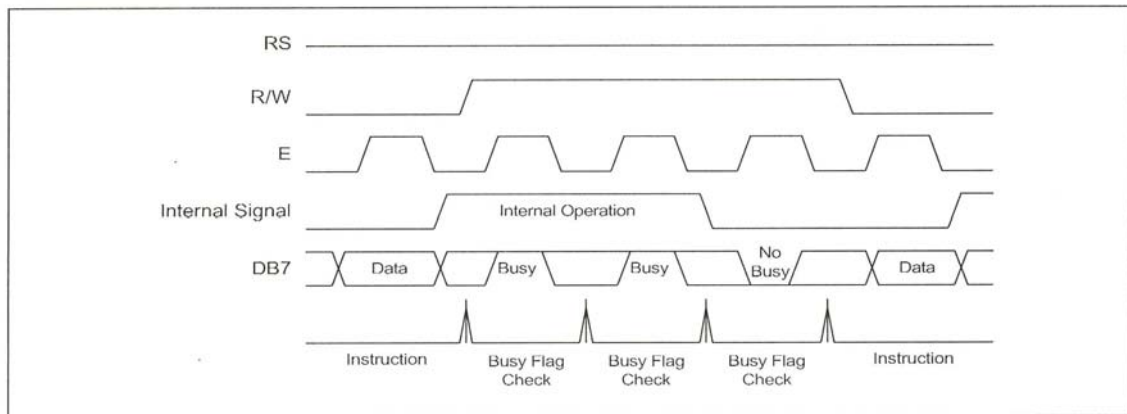 RS
R/W
E
Internal Signal
Internal Operation
DB7
Data
Busy
Busy
No
Busy
Data
Instruction
Busy Flag
Check
Busy Flag
Check
Busy Flag
Check
Instruction